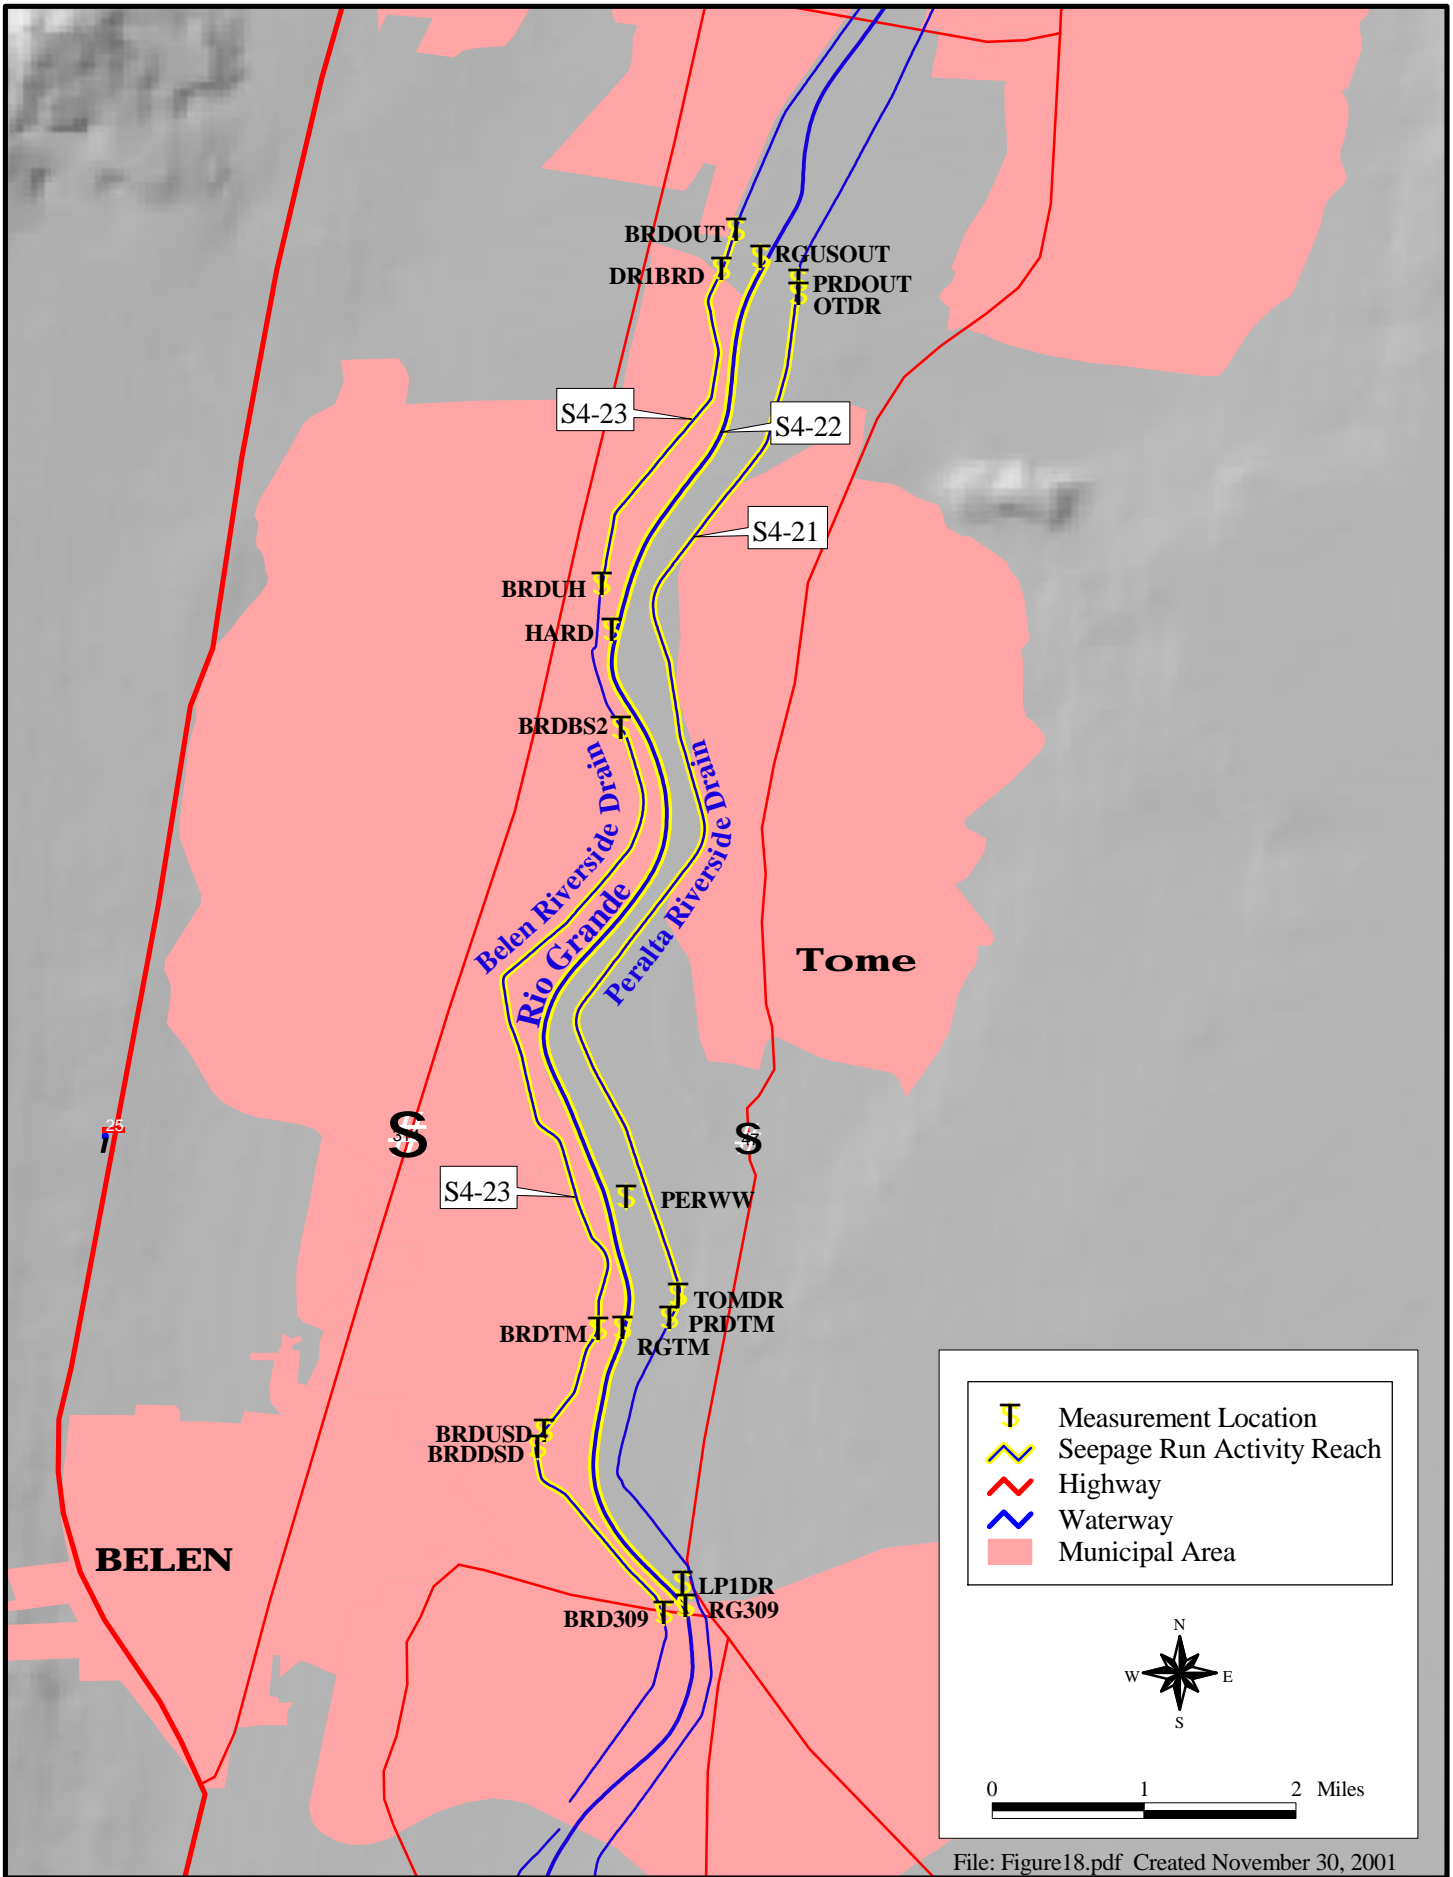 BRDOUT
RGUSOUT
DR1BRD
PRDOUT
OTDR
S4-23
S4-22
S4-21
BRDUH
HARD
BRDBS2
Belen Riverside Drain
Rio Grande
Peralta Riverside Drain
Tome
25
S
S
47
S4-23
PERWW
TOMDR
PRDTM
BRDTM
RGTM
BRDUSD
BRDDSD
BELEN
LP1DR
RG309
BRD309
Measurement Location
Seepage Run Activity Reach
Highway
Waterway
Municipal Area
N
W E
S
0 1 2 Miles
File: Figure18.pdf Created November 30, 2001